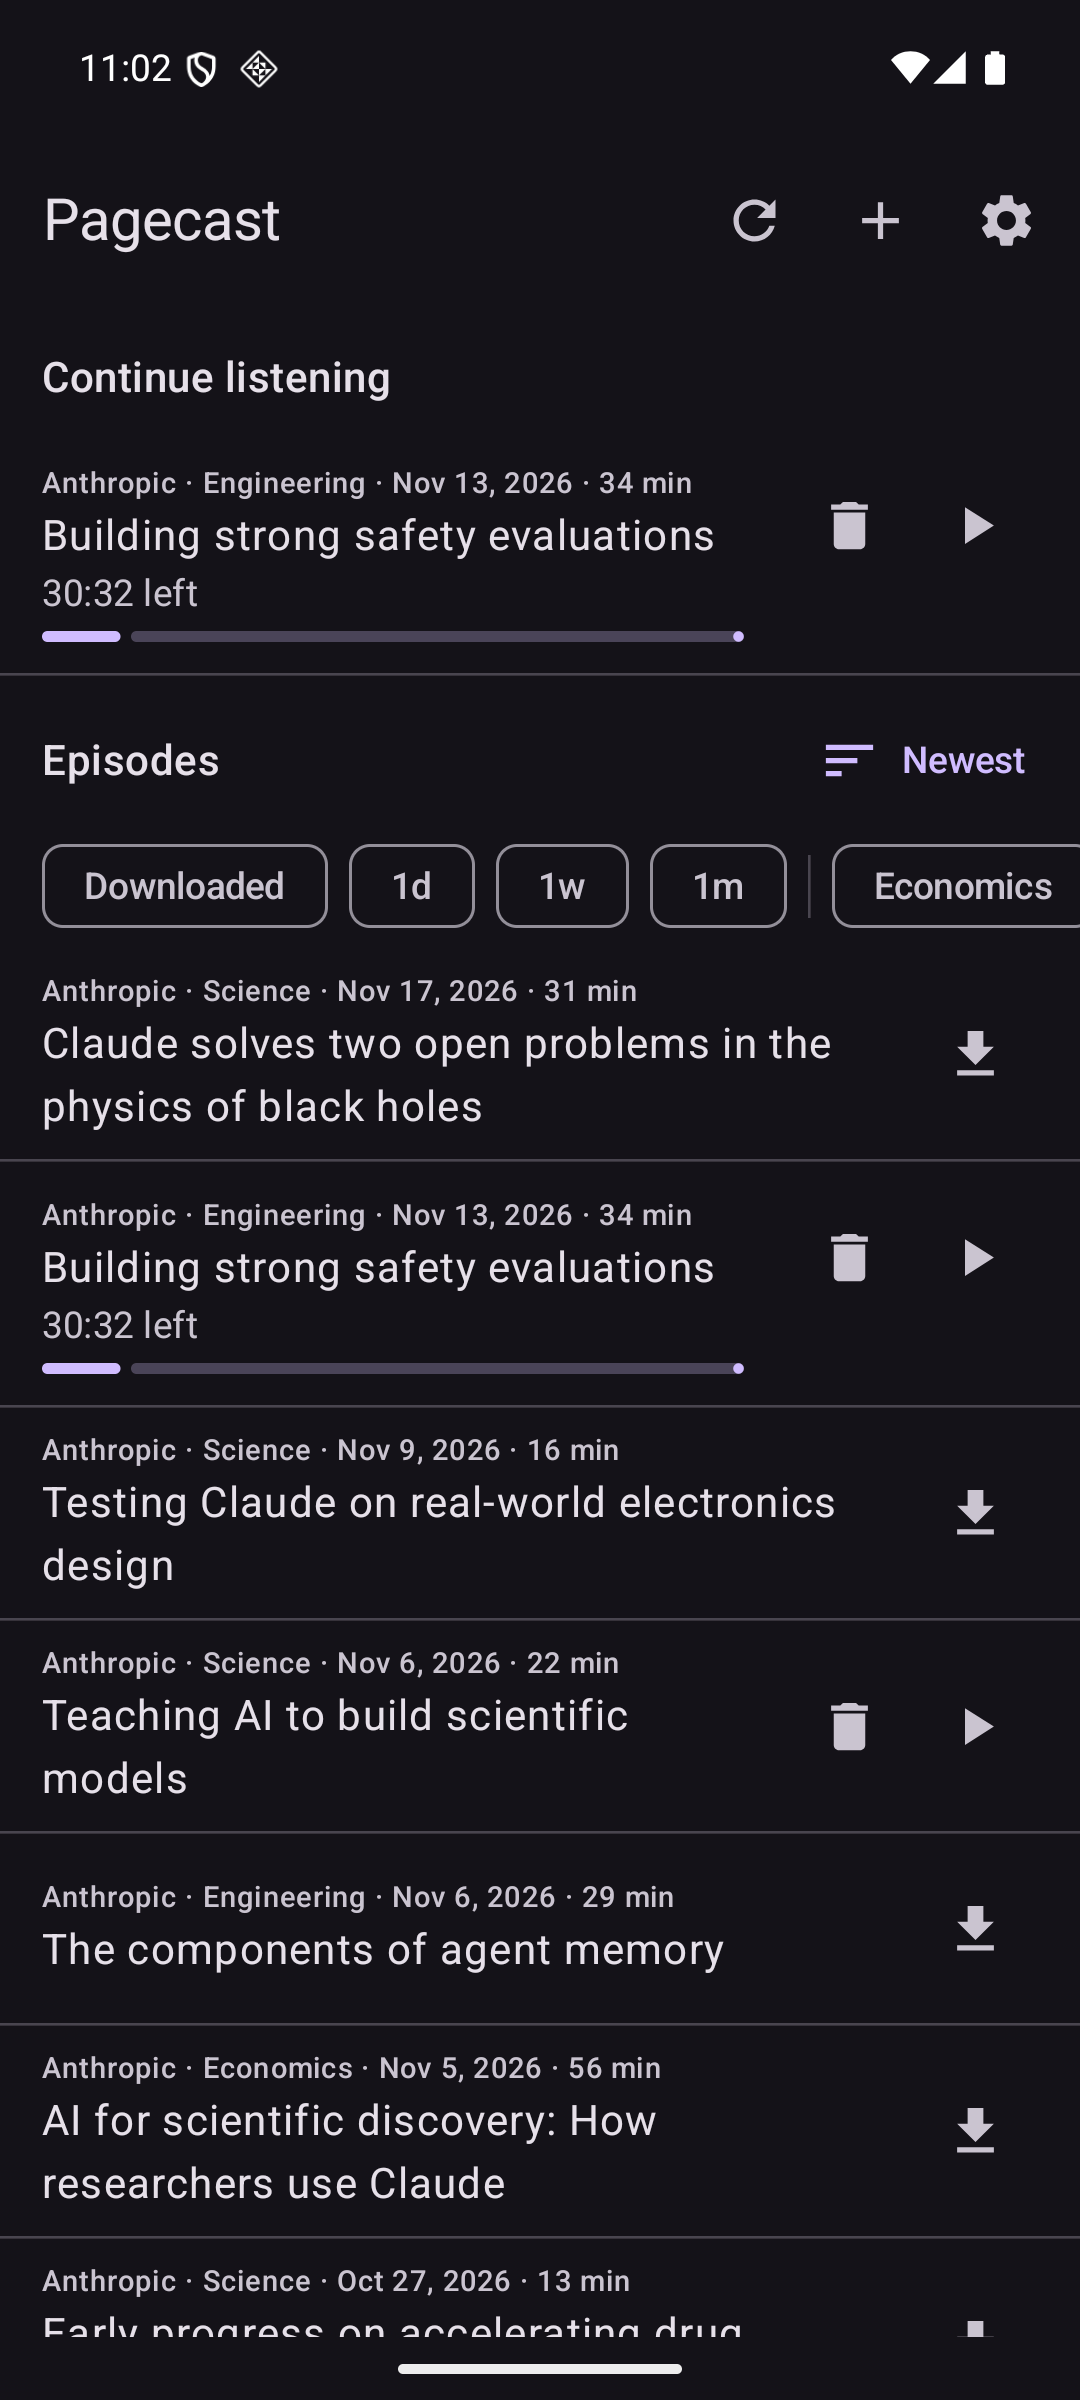 11:02
Pagecast
Continue listening
Anthropic · Engineering · Nov 13, 2026 · 34 min
Building strong safety evaluations
30:32 left
Episodes
Newest
Downloaded
1d
1w
1m
Economics
Anthropic · Science · Nov 17, 2026 · 31 min
Claude solves two open problems in the
physics of black holes
Anthropic · Engineering · Nov 13, 2026 · 34 min
Building strong safety evaluations
30:32 left
Anthropic · Science · Nov 9, 2026 · 16 min
Testing Claude on real-world electronics
design
Anthropic · Science · Nov 6, 2026 · 22 min
Teaching AI to build scientific
models
Anthropic · Engineering · Nov 6, 2026 · 29 min
The components of agent memory
Anthropic · Economics · Nov 5, 2026 · 56 min
AI for scientific discovery: How
researchers use Claude
Anthropic · Science · Oct 27, 2026 · 13 min
Early progress on accelerating drug